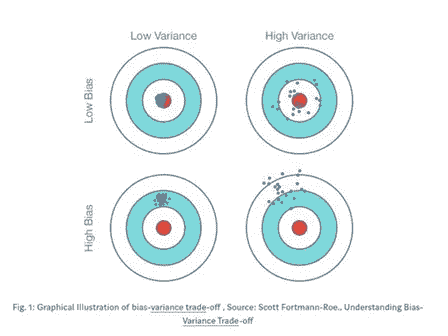 Low Variance
High Variance
Low Bias
High Bias
Fig. 1: Graphical Illustration of bias-variance trade-off , Source: Scott Fortmann-Roe., Understanding Bias-
Variance Trade-off